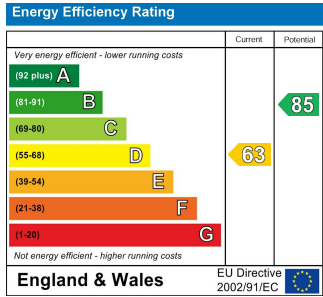 Energy Efficiency Rating
Current Potential
Very energy efficient - lower running costs
(92 plus) A
(81-91) B
85
(69-80) C
(55-68) D
63
(39-54) E
(21-38) F
(1-20) G
Not energy efficient - higher running costs
England & Wales
EU Directive
2002/91/EC